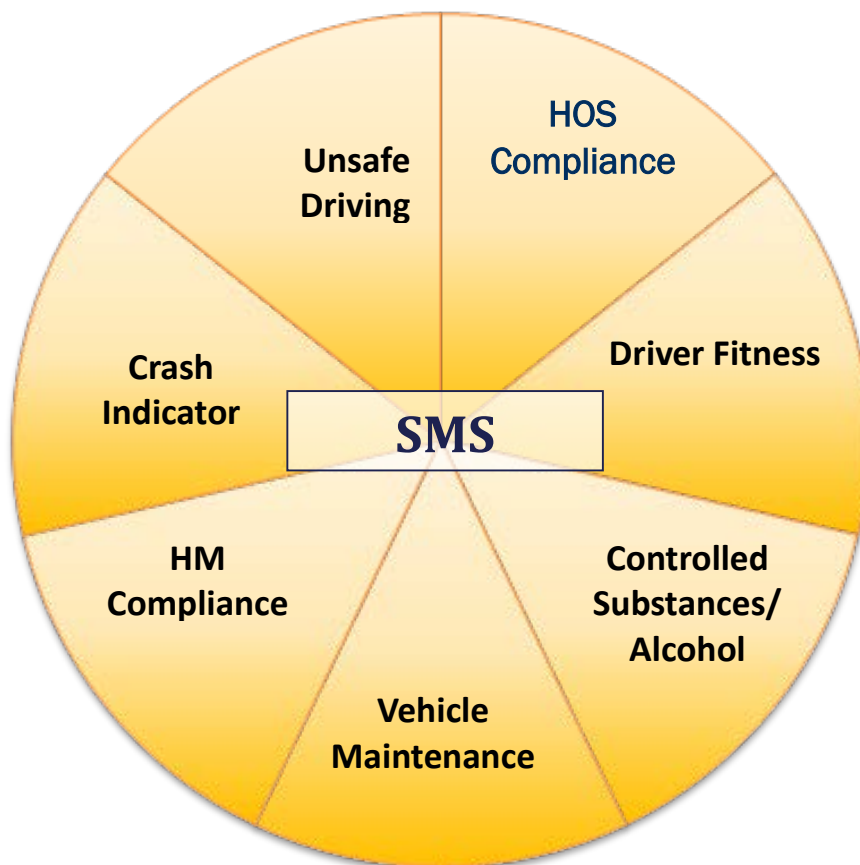 HOS
Compliance
Unsafe
Driving
Driver Fitness
Crash
Indicator
SMS
HM
Compliance
Controlled
Substances/
Alcohol
Vehicle
Maintenance